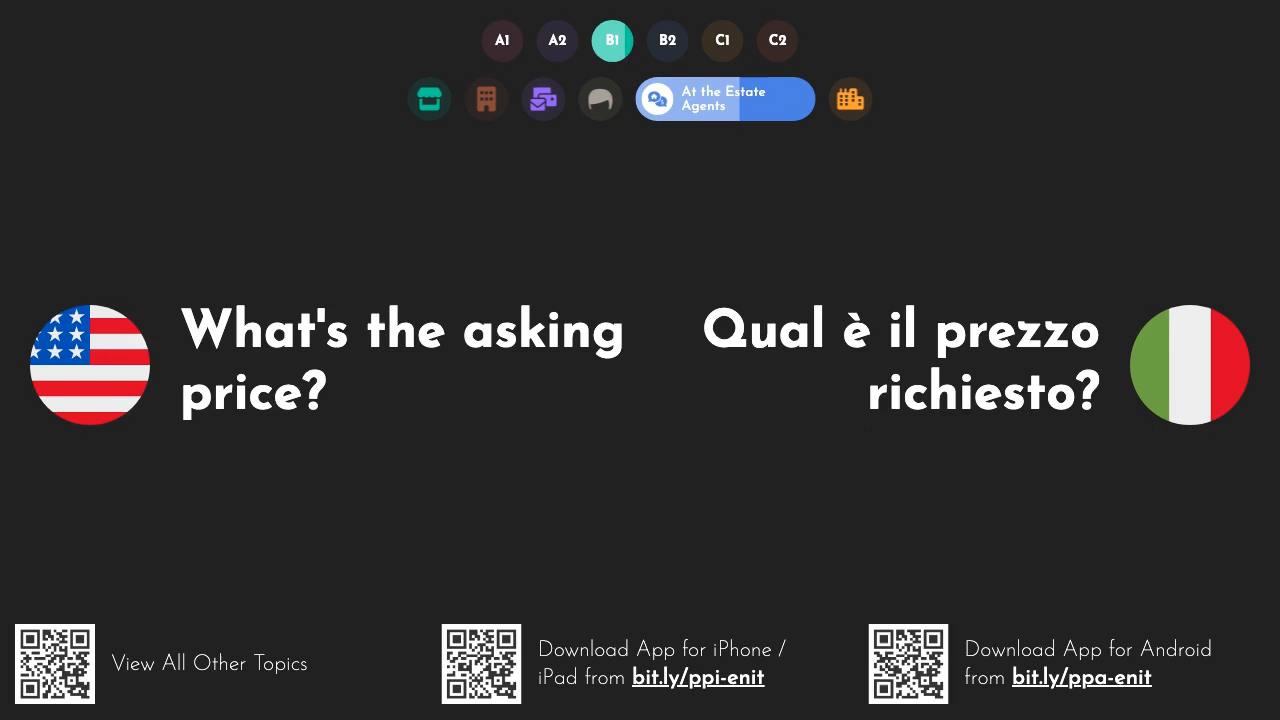 A1 A2 B1 B2 C1 C2
At the Estate
Agents
What's the asking
price?
Qual è il prezzo
richiesto?
View All Other Topics
Download App for iPhone /
iPad from bit.ly/ppi-enit
Download App for Android
from bit.ly/ppa-enit